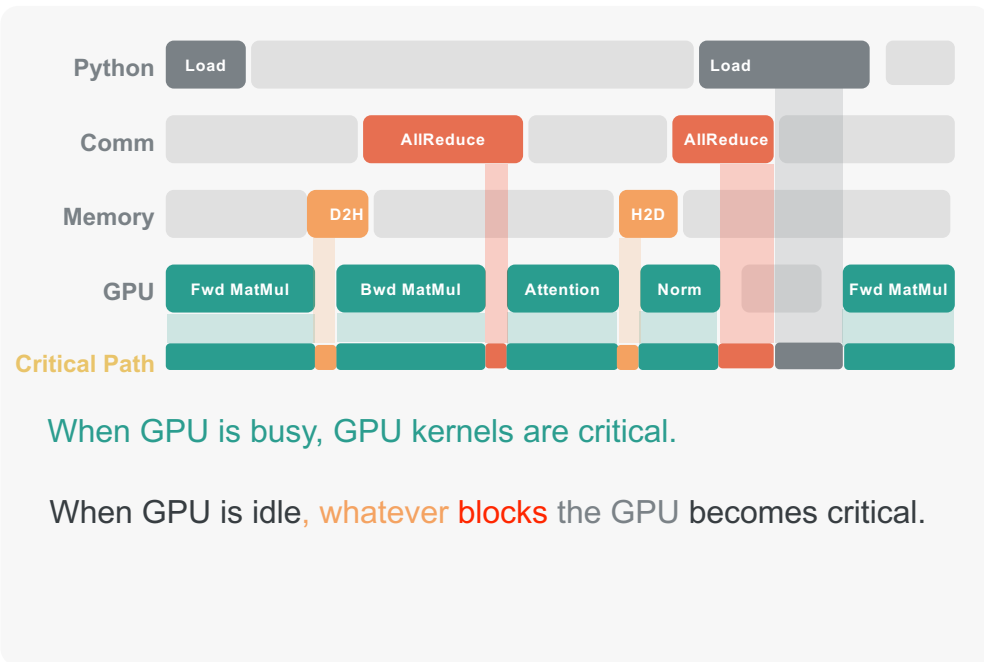 Python Load Load
Comm AllReduce AllReduce
Memory D2H H2D
GPU Fwd MatMul Bwd MatMul Attention Norm Fwd MatMul
Critical Path
When GPU is busy, GPU kernels are critical.
When GPU is idle, whatever blocks the GPU becomes critical.